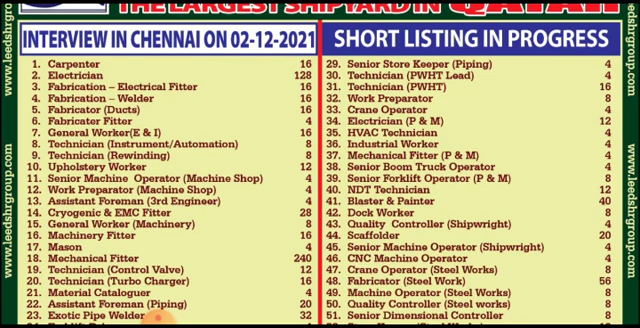 THE LARGEST SHIPYARD IN QATAR
INTERVIEW IN CHENNAI ON 02-12-2021
1. Carpenter 16
2. Electrician 128
3. Fabrication – Electrical Fitter 16
4. Fabrication – Welder 16
5. Fabricator (Ducts) 16
6. Fabricater Fitter 4
7. General Worker(E & I) 16
8. Technician (Instrument/Automation) 8
9. Technician (Rewinding) 8
10. Upholstery Worker 12
11. Senior Machine Operator (Machine Shop) 4
12. Work Preparator (Machine Shop) 4
13. Assistant Foreman (3rd Engineer) 4
14. Cryogenic & EMC Fitter 28
15. General Worker (Machinery) 8
16. Machinery Fitter 16
17. Mason 4
18. Mechanical Fitter 240
19. Technician (Control Valve) 12
20. Technician (Turbo Charger) 16
21. Material Cataloguer 4
22. Assistant Foreman (Piping) 20
23. Exotic Pipe Welder 32
SHORT LISTING IN PROGRESS
29. Senior Store Keeper (Piping) 4
30. Technician (PWHT Lead) 4
31. Technician (PWHT) 16
32. Work Preparator 8
33. Crane Operator 4
34. Electrician (P & M) 12
35. HVAC Technician 4
36. Industrial Worker 4
37. Mechanical Fitter (P & M) 4
38. Senior Boom Truck Operator 4
39. Senior Forklift Operator (P & M) 8
40. NDT Technician 12
41. Blaster & Painter 40
42. Dock Worker 8
43. Quality Controller (Shipwright) 4
44. Scaffolder 20
45. Senior Machine Operator (Shipwright) 4
46. CNC Machine Operator 4
47. Crane Operator (Steel Works) 8
48. Fabricator (Steel Work) 56
49. Machine Operator (Steel Works) 8
50. Quality Controller (Steel works) 8
51. Senior Dimensional Controller 8
www.leedshrgroup.com
www.leedshrgroup.com